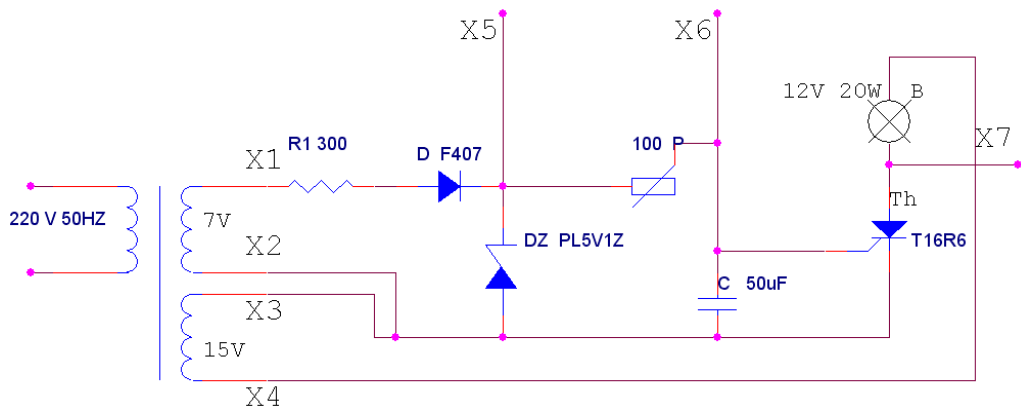 X5
X6
12V 20W B
R1 300
X1
D F407
100 P
X7
220 V 50HZ
7V
Th
X2
DZ PL5V1Z
T16R6
C 50uF
X3
15V
X4